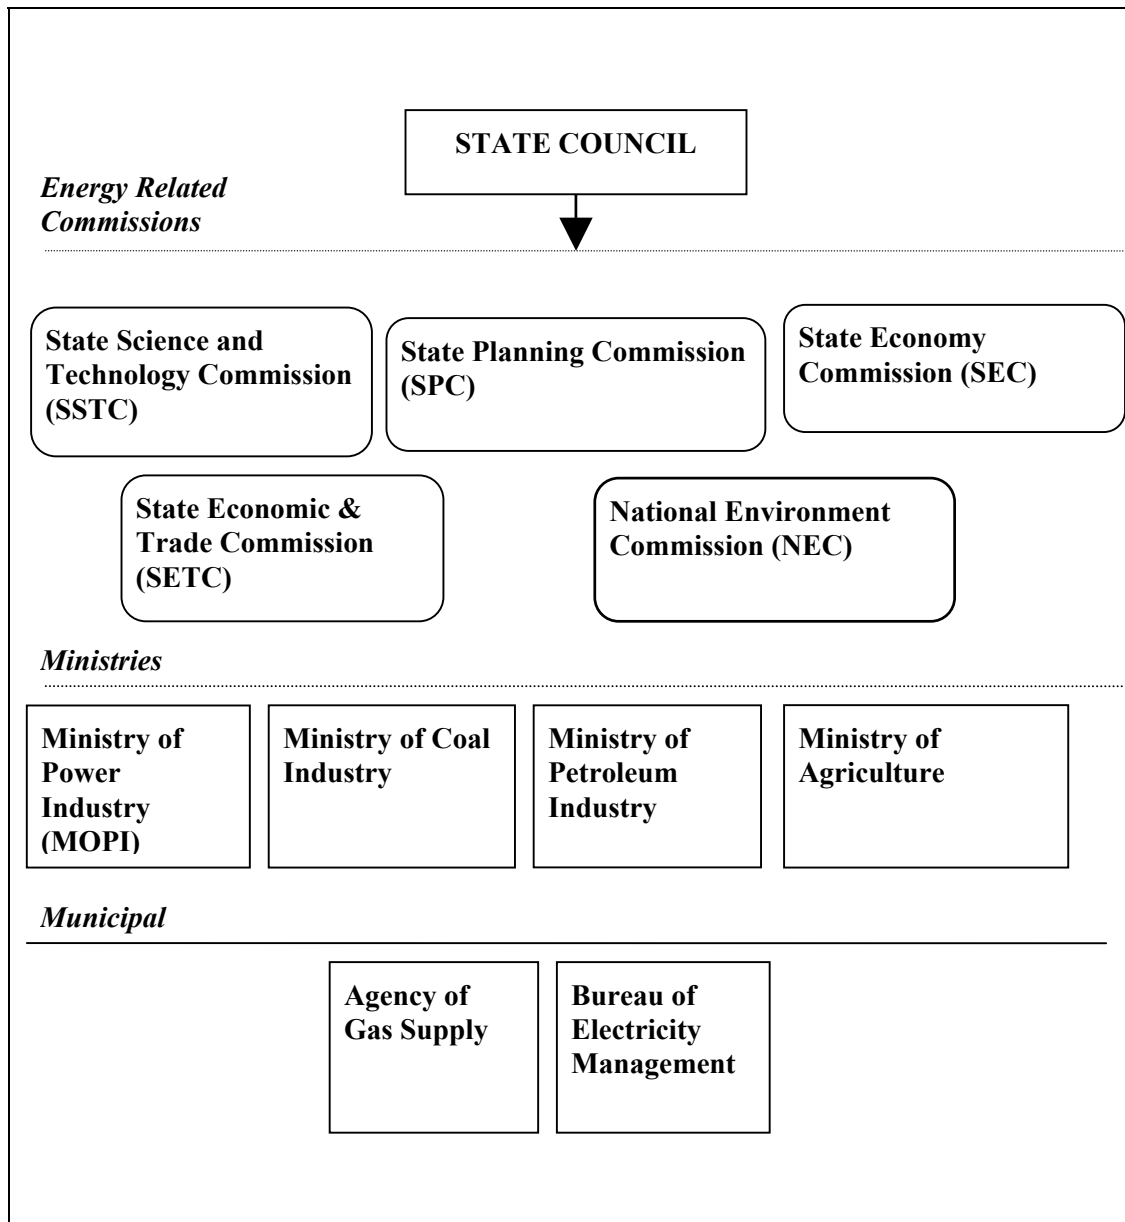 STATE COUNCIL
Energy Related
Commissions
State Science and
Technology Commission
(SSTC)
State Planning Commission
(SPC)
State Economy
Commission (SEC)
State Economic &
Trade Commission
(SETC)
National Environment
Commission (NEC)
Ministries
Ministry of
Power
Industry
(MOPI)
Ministry of Coal
Industry
Ministry of
Petroleum
Industry
Ministry of
Agriculture
Municipal
Agency of
Gas Supply
Bureau of
Electricity
Management